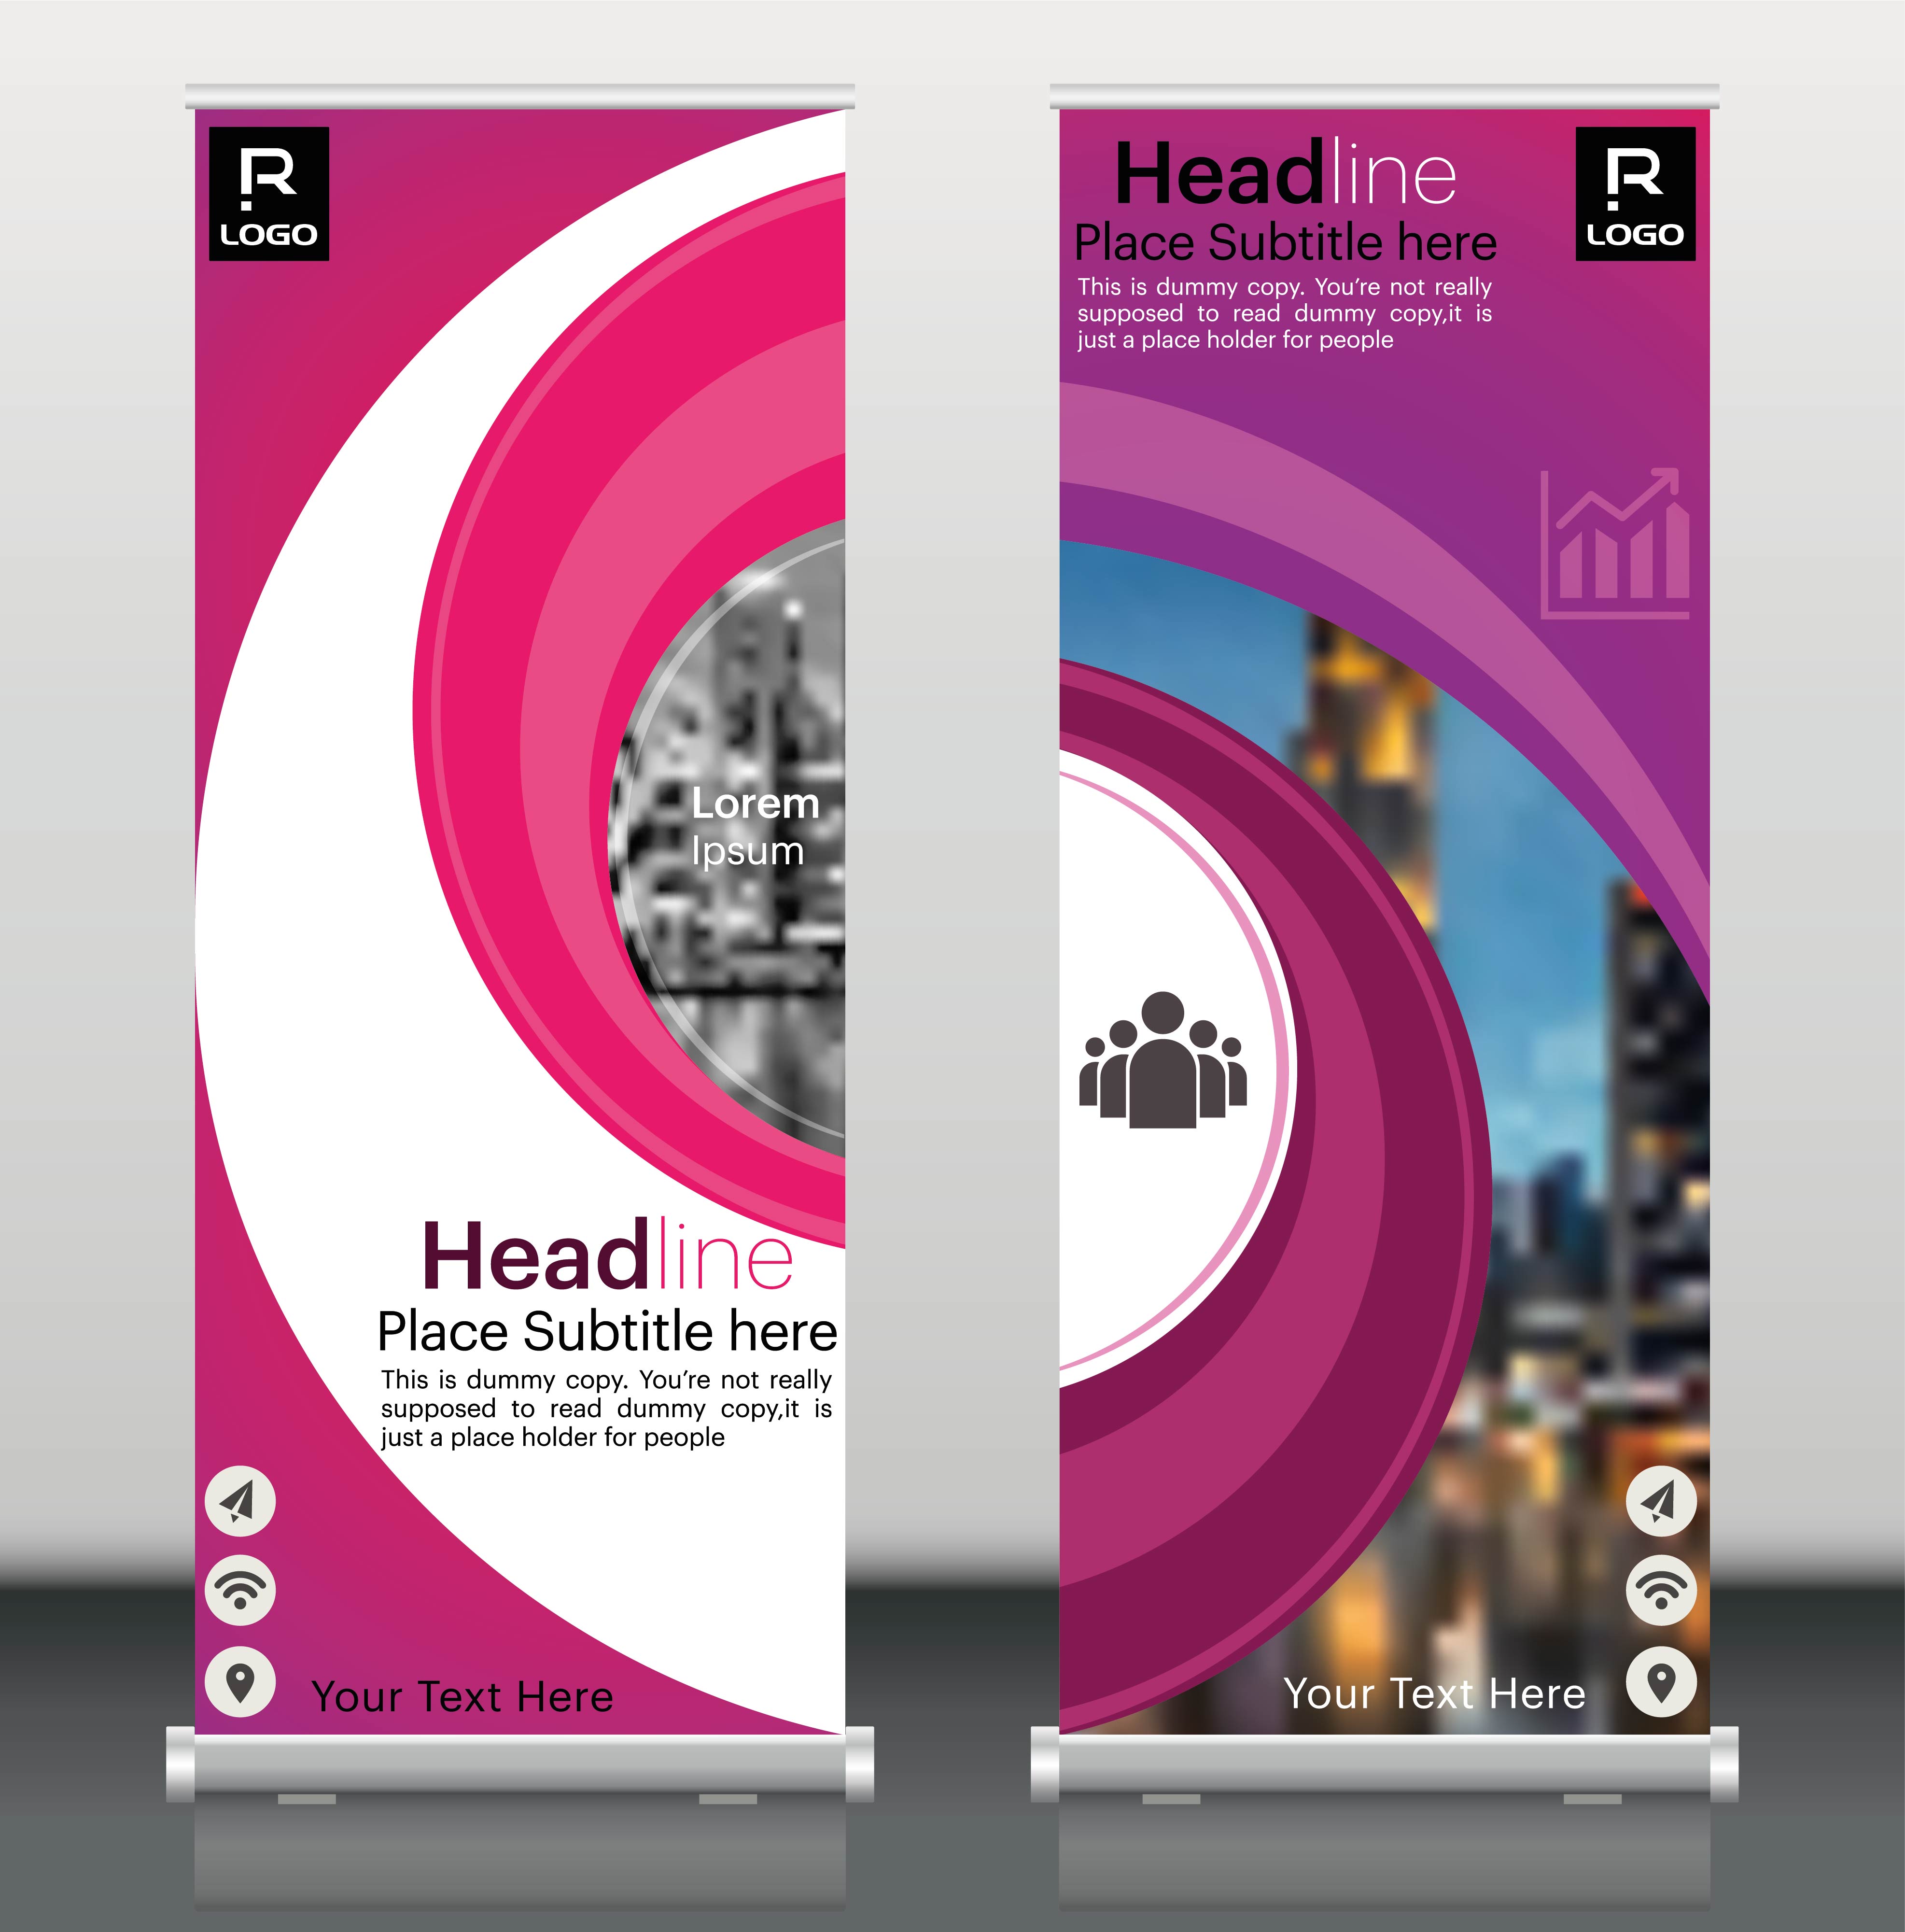 R
LOGO
Lorem
Ipsum
Headline
Place Subtitle here
This is dummy copy. You're not really
supposed to read dummy copy,it is
just a place holder for people
Your Text Here
Headline
Place Subtitle here
This is dummy copy. You're not really
supposed to read dummy copy,it is
just a place holder for people
R
LOGO
Your Text Here